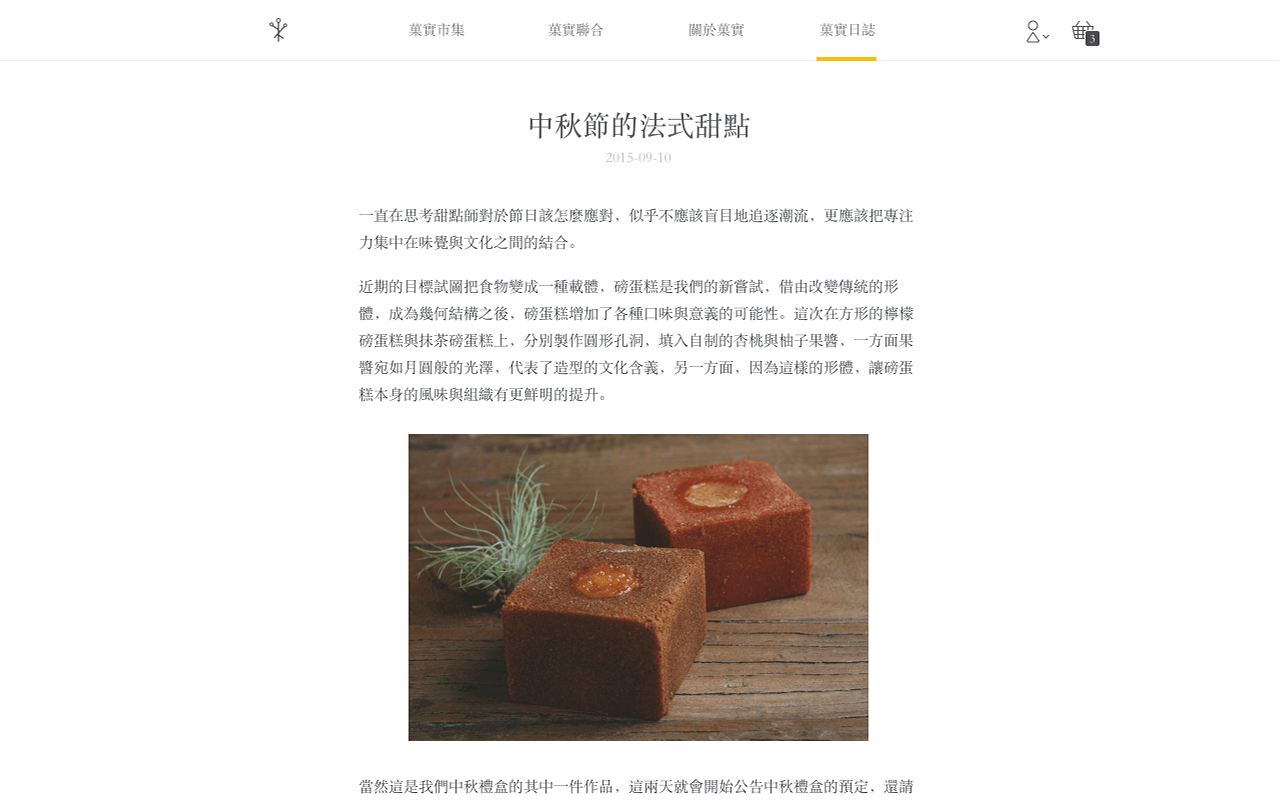 菓實市集
菓實聯合
關於菓實
菓實日誌
3
中秋節的法式甜點
2015-09-10
一直在思考甜點師對於節日該怎麼應對，似乎不應該盲目地追逐潮流，更應該把專注
力集中在味覺與文化之間的結合。
近期的目標試圖把食物變成一種載體，磅蛋糕是我們的新嘗試，借由改變傳統的形
體，成為幾何結構之後，磅蛋糕增加了各種口味與意義的可能性。這次在方形的檸檬
磅蛋糕與抹茶磅蛋糕上，分別製作圓形孔洞，填入自制的杏桃與柚子果醬，一方面果
醬宛如月圓般的光澤，代表了造型的文化含義，另一方面，因為這樣的形體，讓磅蛋
糕本身的風味與組織有更鮮明的提升。
當然這是我們中秋禮盒的其中一件作品，這兩天就會開始公告中秋禮盒的預定，還請